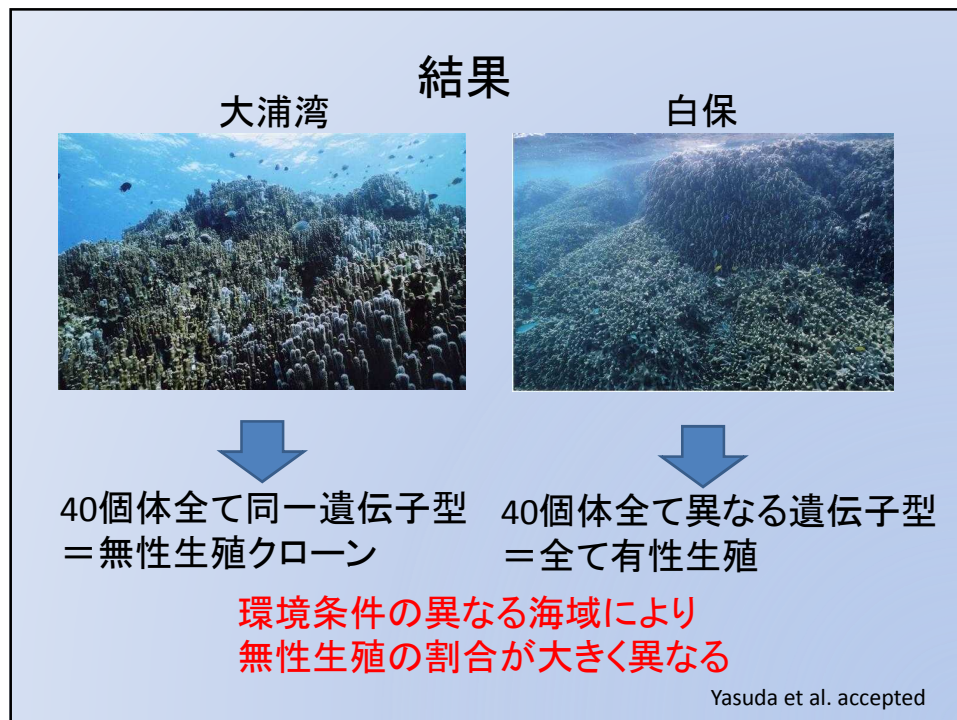 結果
大浦湾
白保
40個体全て同一遺伝子型
＝無性生殖クローン
40個体全て異なる遺伝子型
＝全て有性生殖
環境条件の異なる海域により
無性生殖の割合が大きく異なる
Yasuda et al. accepted